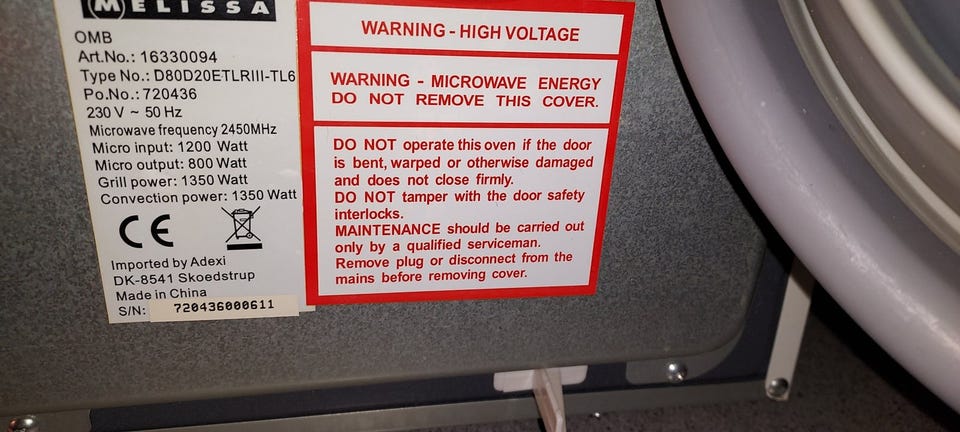 MELISSA
OMB
Art.No.: 16330094
Type No.: D80D20ETLRIII-TL6
Po.No.: 720436
230 V ~ 50 Hz
Microwave frequency 2450MHz
Micro input: 1200 Watt
Micro output: 800 Watt
Grill power: 1350 Watt
Convection power: 1350 Watt
CE
Imported by Adexi
DK-8541 Skoedstrup
Made in China
S/N: 720436000611
WARNING - HIGH VOLTAGE
WARNING - MICROWAVE ENERGY
DO NOT REMOVE THIS COVER.
DO NOT operate this oven if the door
is bent, warped or otherwise damaged
and does not close firmly.
DO NOT tamper with the door safety
interlocks.
MAINTENANCE should be carried out
only by a qualified serviceman.
Remove plug or disconnect from the
mains before removing cover.